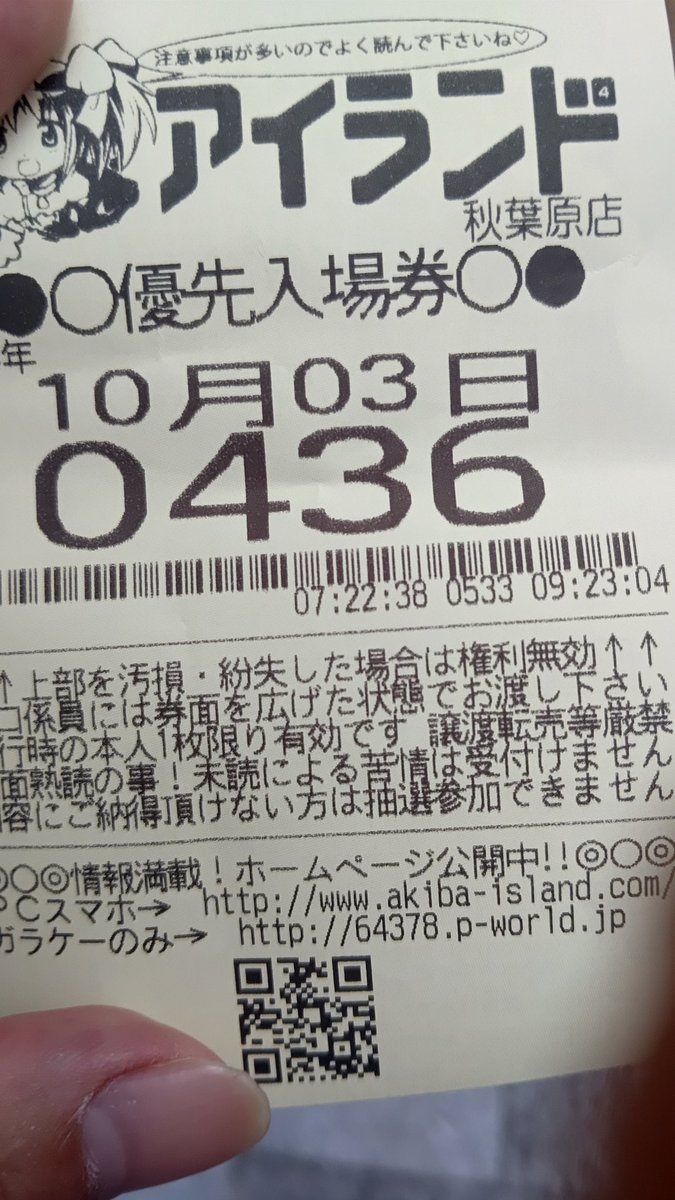 注意事項が多いのでよく読んで下さいね♡
アイランド
4
秋葉原店
●○優先入場券○●
年
10月03日
0436
07:22:38 0533 09:23:04
↑上部を汚損・紛失した場合は権利無効↑↑
口係員には券面を広げた状態でお渡し下さい
行時の本人1枚限り有効です 譲渡転売等厳禁
面熟読の事！未読による苦情は受付けません
容にご納得頂けない方は抽選参加できません
◎○◎情報満載！ホームページ公開中!!◎○◎
PCスマホ→ http://www.akiba-island.com/
ガラケーのみ→ http://64378.p-world.jp